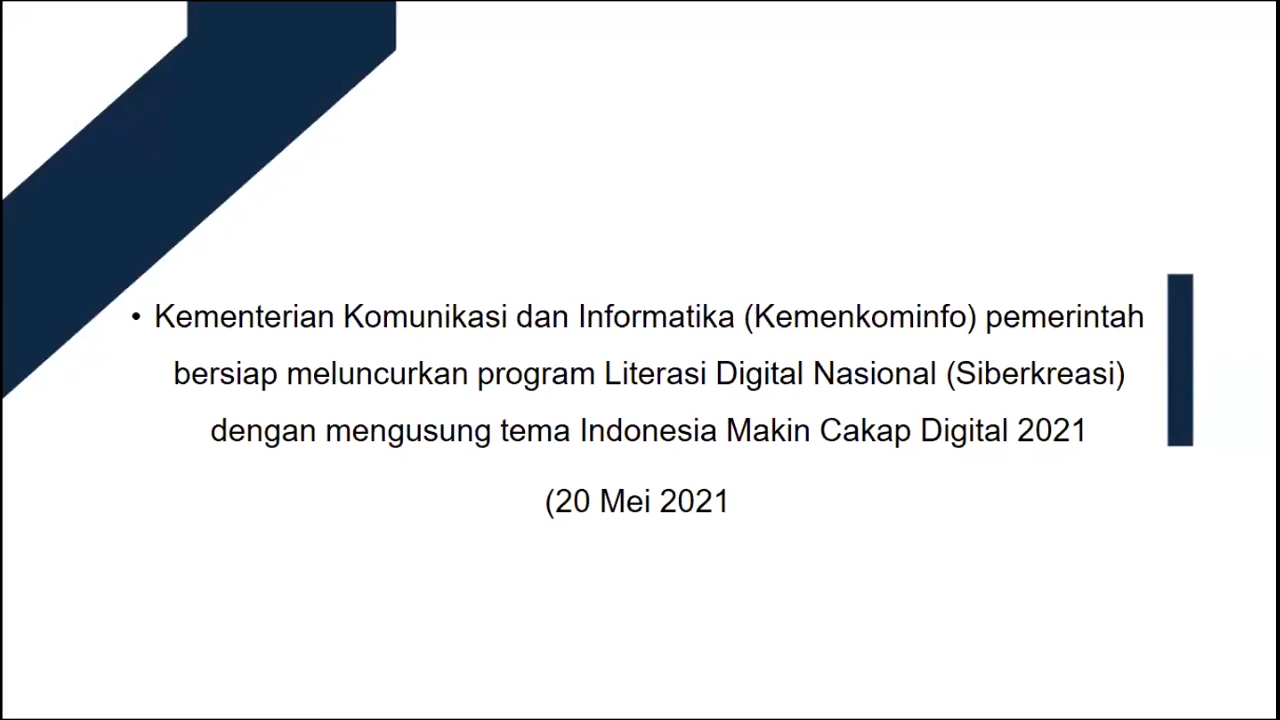 • Kementerian Komunikasi dan Informatika (Kemenkominfo) pemerintah
bersiap meluncurkan program Literasi Digital Nasional (Siberkreasi)
dengan mengusung tema Indonesia Makin Cakap Digital 2021
(20 Mei 2021